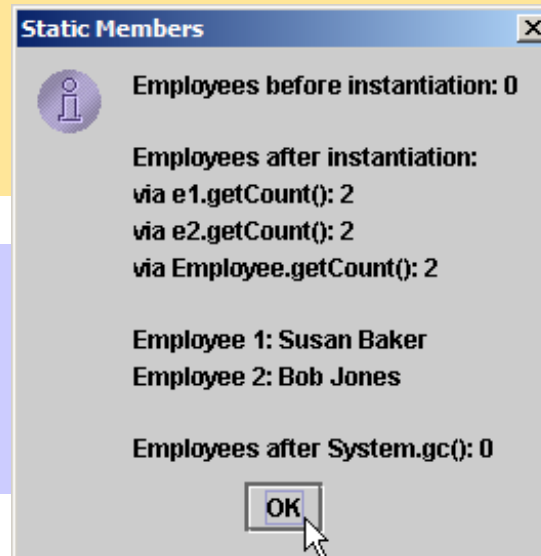 Static Members
Employees before instantiation: 0
Employees after instantiation:
via e1.getCount(): 2
via e2.getCount(): 2
via Employee.getCount(): 2
Employee 1: Susan Baker
Employee 2: Bob Jones
Employees after System.gc(): 0
OK